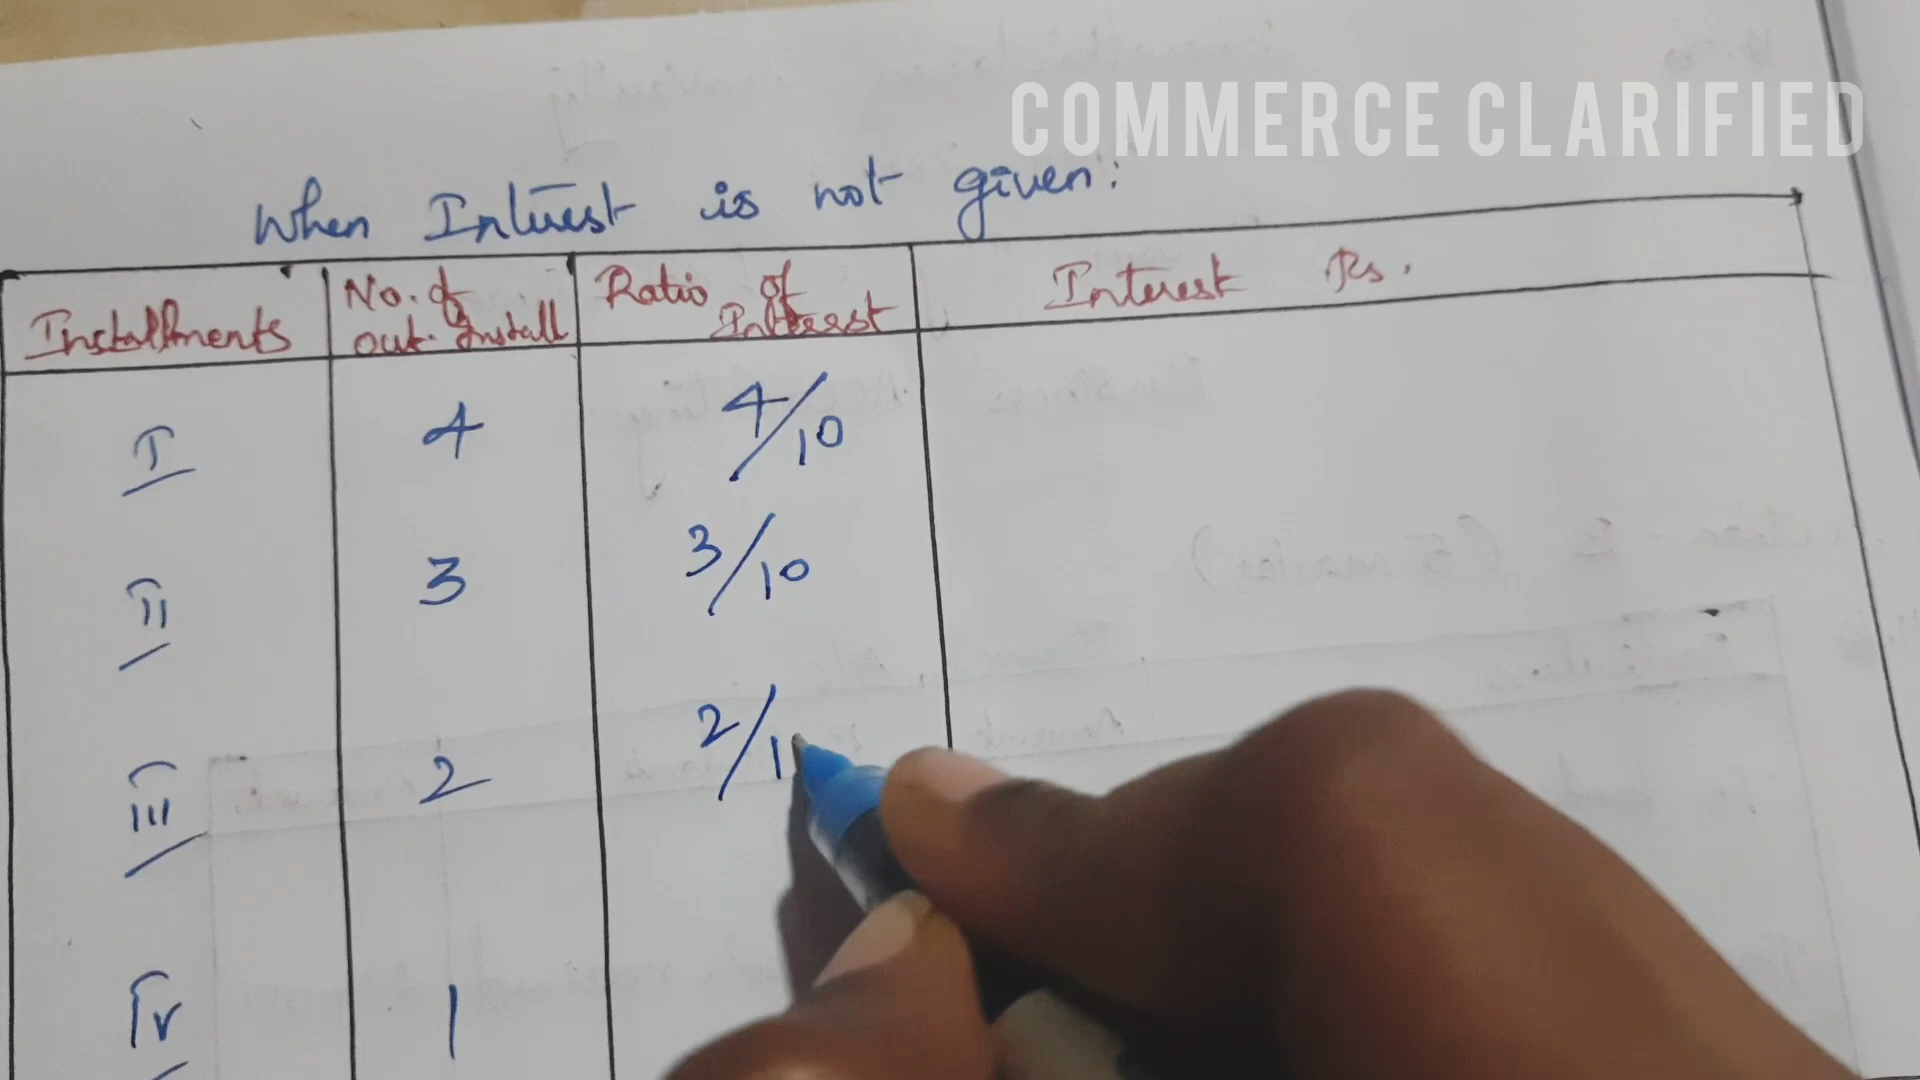 COMMERCE CLARIFIED
When Interest is not given:
Installments No. of out. Install Ratio of Interest Interest Rs.
I 4 4/10
II 3 3/10
III 2 2/1
IV 1